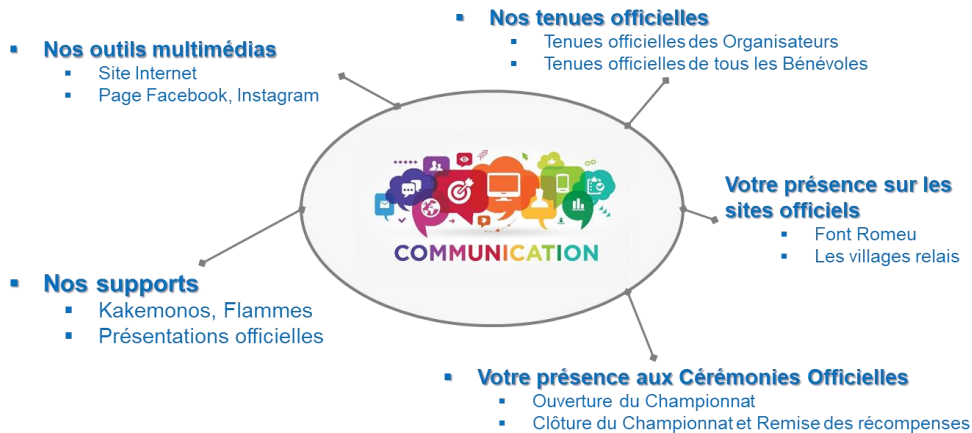 Nos tenues officielles
Tenues officielles des Organisateurs
Tenues officielles de tous les Bénévoles
Nos outils multimédias
Site Internet
Page Facebook, Instagram
COMMUNICATION
Votre présence sur les
sites officiels
Font Romeu
Les villages relais
Nos supports
Kakemonos, Flammes
Présentations officielles
Votre présence aux Cérémonies Officielles
Ouverture du Championnat
Clôture du Championnat et Remise des récompenses